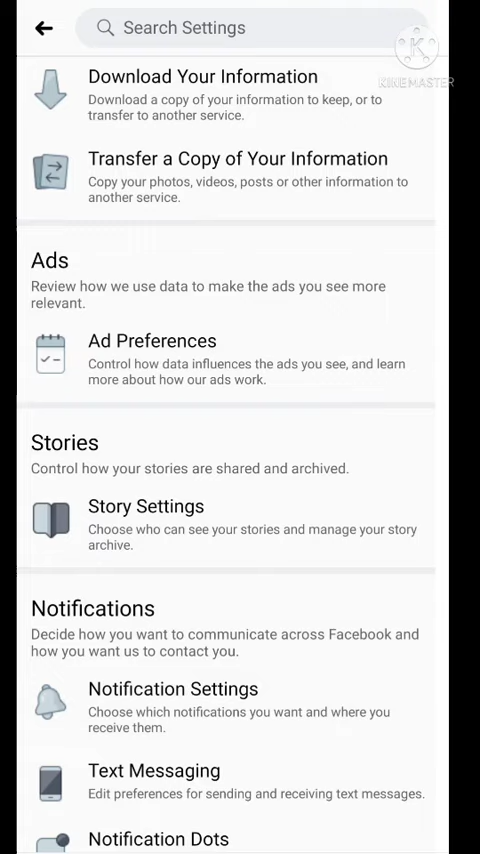 Search Settings
K
KINEMASTER
Download Your Information
Download a copy of your information to keep, or to
transfer to another service.
Transfer a Copy of Your Information
Copy your photos, videos, posts or other information to
another service.
Ads
Review how we use data to make the ads you see more
relevant.
Ad Preferences
Control how data influences the ads you see, and learn
more about how our ads work.
Stories
Control how your stories are shared and archived.
Story Settings
Choose who can see your stories and manage your story
archive.
Notifications
Decide how you want to communicate across Facebook and
how you want us to contact you.
Notification Settings
Choose which notifications you want and where you
receive them.
Text Messaging
Edit preferences for sending and receiving text messages.
Notification Dots